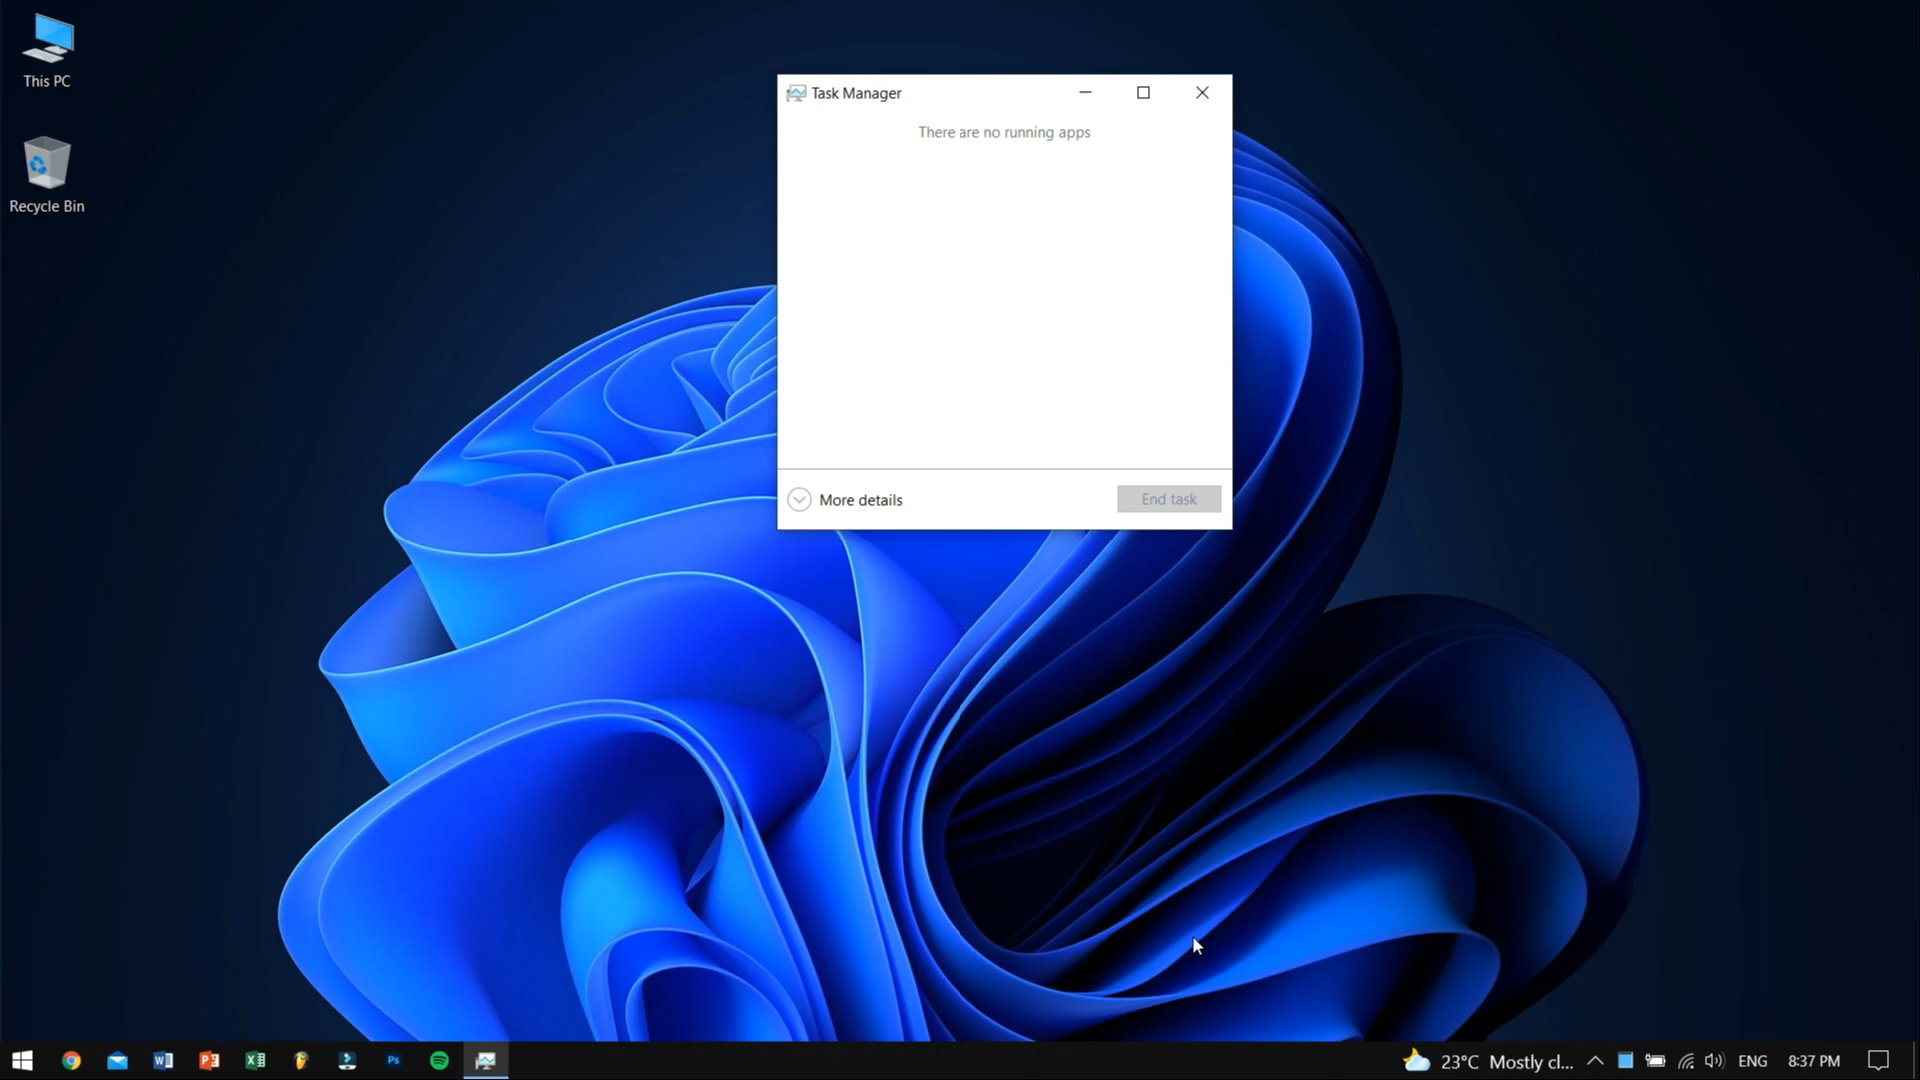 This PC
Recycle Bin
Task Manager
There are no running apps
More details
End task
Ps
23°C Mostly cl...
ENG
8:37 PM